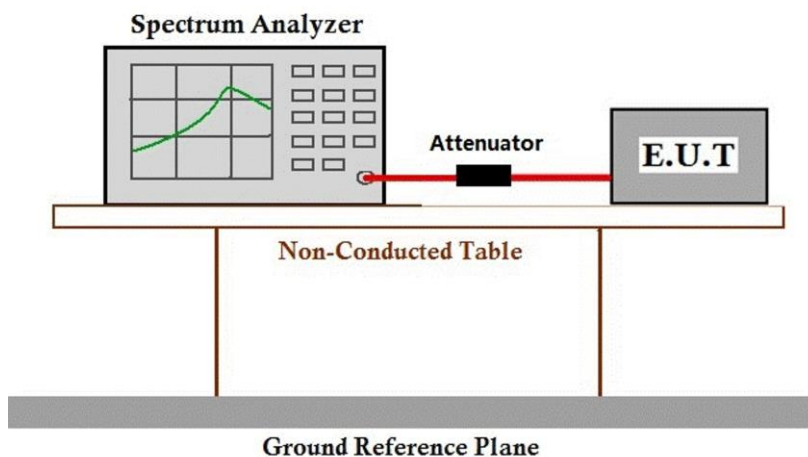 Spectrum Analyzer
Attenuator
E.U.T
Non-Conducted Table
Ground Reference Plane